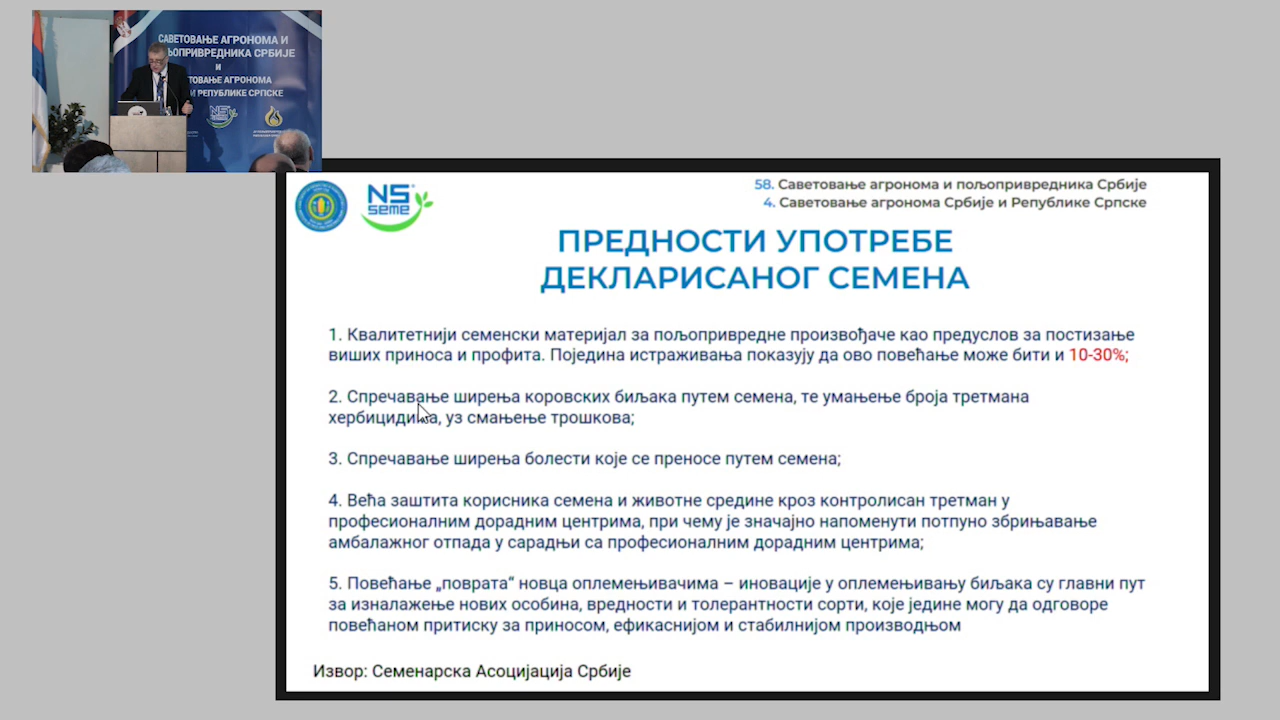 САВЕТОВАЊЕ АГРОНОМА И
ЉОПРИВРЕДНИКА СРБИЈЕ
И
ТОВАЊЕ АГРОНОМА
И РЕПУБЛИКЕ СРПСКЕ
NS
seme
58. Саветовање агронома и пољопривредника Србије
4. Саветовање агронома Србије и Републике Српске
ПРЕДНОСТИ УПОТРЕБЕ
ДЕКЛАРИСАНОГ СЕМЕНА
1. Квалитетнији семенски материјал за пољопривредне произвођаче као предуслов за постизање
виших приноса и профита. Поједина истраживања показују да ово повећање може бити и 10-30%;
2. Спречавање ширења коровских биљака путем семена, те умањење броја третмана
хербицидима, уз смањење трошкова;
3. Спречавање ширења болести које се преносе путем семена;
4. Већа заштита корисника семена и животне средине кроз контролисан третман у
професионалним дорадним центрима, при чему је значајно напоменути потпуно збрињавање
амбалажног отпада у сарадњи са професионалним дорадним центрима;
5. Повећање „поврата“ новца оплемењивачима – иновације у оплемењивању биљака су главни пут
за изналажење нових особина, вредности и толерантности сорти, које једине могу да одговоре
повећаном притиску за приносом, ефикаснијом и стабилнијом производњом
Извор: Семенарска Асоцијација Србије